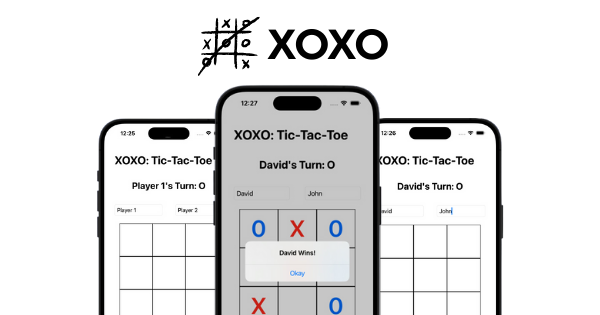 XOXO
12:25
XOXO: Tic-Tac-Toe
Player 1's Turn: O
Player 1 Player 2
12:27
XOXO: Tic-Tac-Toe
David's Turn: O
David John
O X O
David Wins!
Okay
X O
12:26
XOXO: Tic-Tac-Toe
David's Turn: O
David John